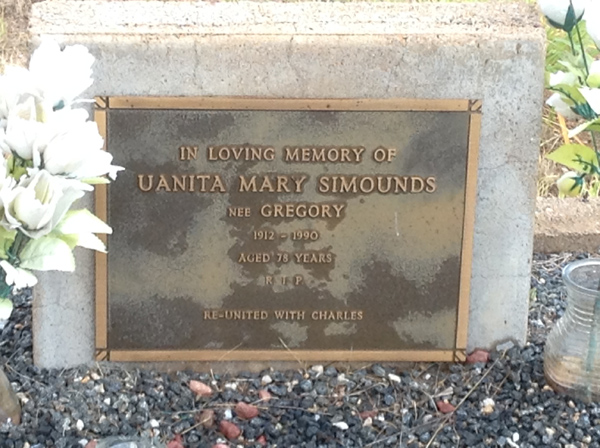 IN LOVING MEMORY OF
UANITA MARY SIMOUNDS
NEE GREGORY
1912 - 1990
AGED 78 YEARS
R I P
RE-UNITED WITH CHARLES